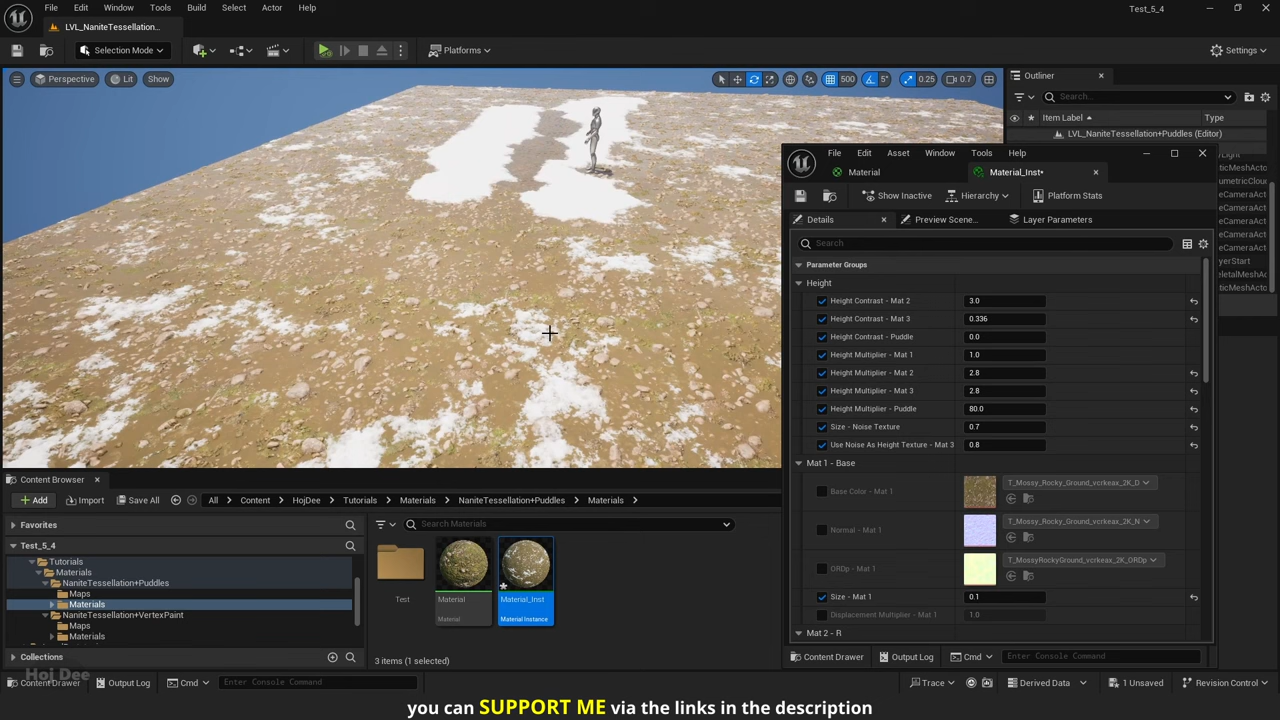 File Edit Window Tools Build Select Actor Help
Test_5_4
LVL_NaniteTessellation...
Selection Mode
Platforms
Settings
Perspective Lit Show
500 5° 0.25 0.7
Outliner
Search...
Item Label Type
LVL_NaniteTessellation+Puddles (Editor)
File Edit Asset Window Tools Help
Material
Material_Inst*
Show Inactive Hierarchy Platform Stats
Details Preview Scene... Layer Parameters
Search
Parameter Groups
Height
Height Contrast - Mat 2 3.0
Height Contrast - Mat 3 0.336
Height Contrast - Puddle 0.0
Height Multiplier - Mat 1 1.0
Height Multiplier - Mat 2 2.8
Height Multiplier - Mat 3 2.8
Height Multiplier - Puddle 80.0
Size - Noise Texture 0.7
Use Noise As Height Texture - Mat 3 0.8
Mat 1 - Base
Base Color - Mat 1 T_Mossy_Rocky_Ground_vcrkeax_2K_D
Normal - Mat 1 T_Mossy_Rocky_Ground_vcrkeax_2K_N
ORDp - Mat 1 T_MossyRockyGround_vcrkeax_2K_ORDp
Size - Mat 1 0.1
Displacement Multiplier - Mat 1 1.0
Mat 2 - R
Content Drawer Output Log Cmd Enter Console Command
Content Browser
Add Import Save All All Content HojDee Tutorials Materials NaniteTessellation+Puddles Materials
Favorites
Search Materials
Test_5_4
Tutorials
Materials
NaniteTessellation+Puddles
Maps
Materials
NaniteTessellation+VertexPaint
Maps
Materials
Collections
Test
Material
Material
Material_Inst
Material Instance
3 items (1 selected)
Hoj Dee
Content Drawer Output Log Cmd Enter Console Command
Trace Derived Data 1 Unsaved Revision Control
you can SUPPORT ME via the links in the description